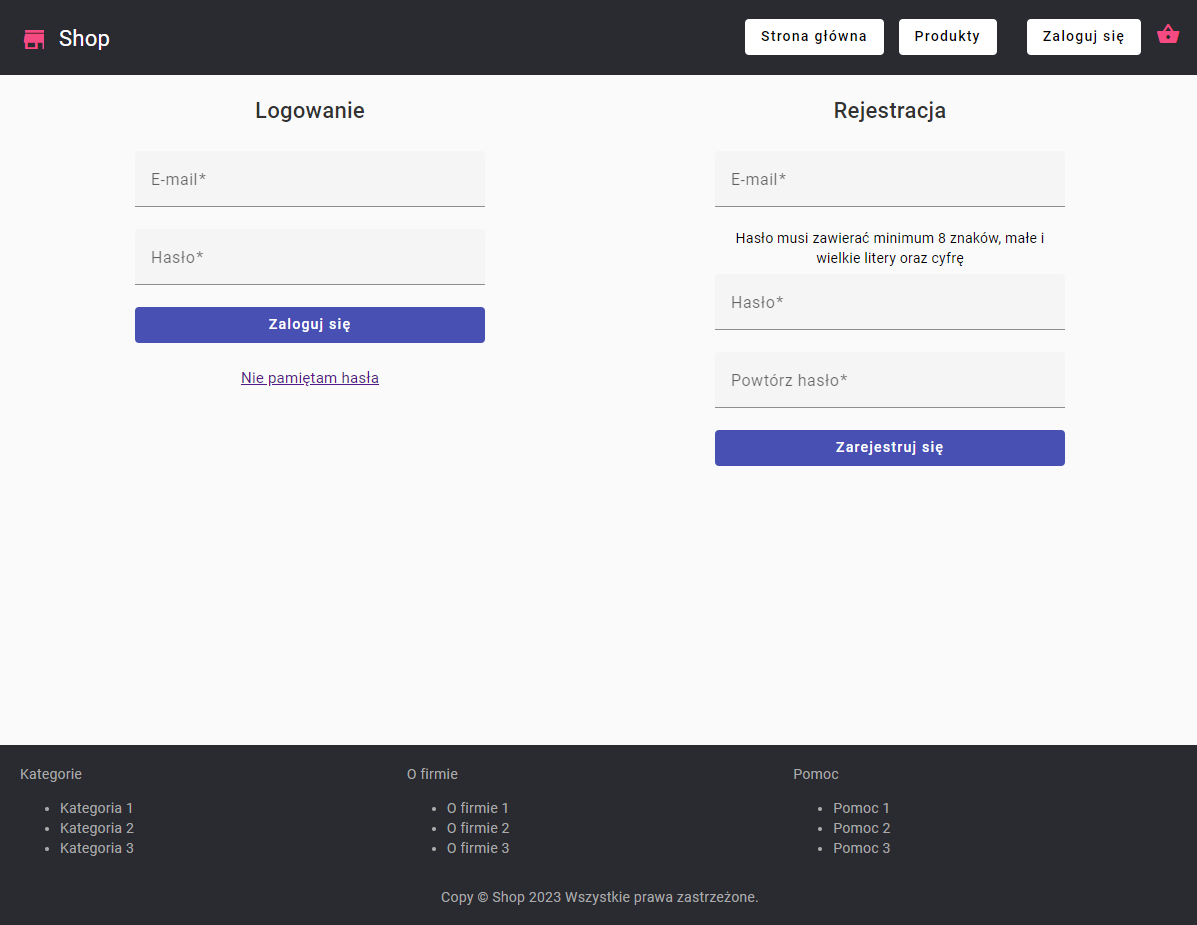 Shop
Strona główna
Produkty
Zaloguj się
Logowanie
E-mail*
Hasło*
Zaloguj się
Nie pamiętam hasła
Rejestracja
E-mail*
Hasło musi zawierać minimum 8 znaków, małe i
wielkie litery oraz cyfrę
Hasło*
Powtórz hasło*
Zarejestruj się
Kategorie
Kategoria 1
Kategoria 2
Kategoria 3
O firmie
O firmie 1
O firmie 2
O firmie 3
Pomoc
Pomoc 1
Pomoc 2
Pomoc 3
Copy © Shop 2023 Wszystkie prawa zastrzeżone.